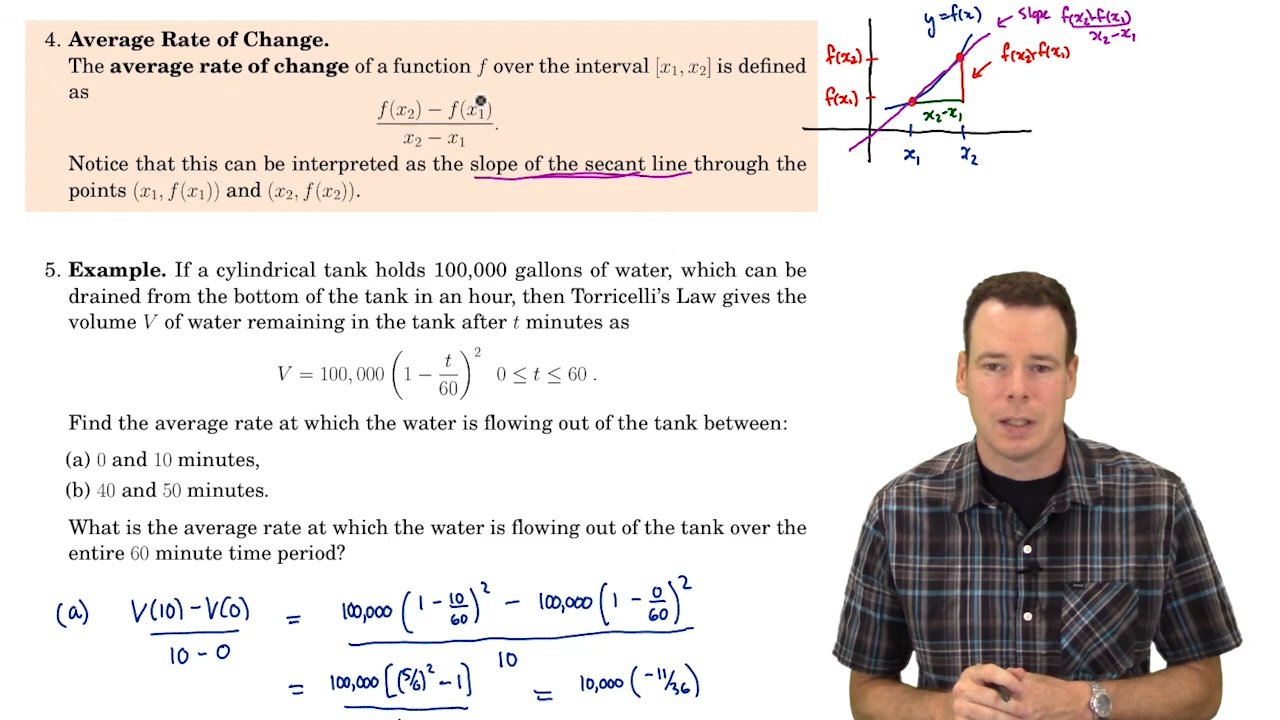 4. Average Rate of Change.
The average rate of change of a function f over the interval [x₁, x₂] is defined
as
f(x₂) − f(x₁)
x₂ − x₁ .
Notice that this can be interpreted as the slope of the secant line through the
points (x₁, f(x₁)) and (x₂, f(x₂)).
y=f(x)
slope f(x₂)-f(x₁)
x₂-x₁
f(x₂)
f(x₂)-f(x₁)
f(x₁)
x₂-x₁
x₁ x₂
5. Example. If a cylindrical tank holds 100,000 gallons of water, which can be
drained from the bottom of the tank in an hour, then Torricelli's Law gives the
volume V of water remaining in the tank after t minutes as
V = 100,000 (1 − t/60)² 0 ≤ t ≤ 60 .
Find the average rate at which the water is flowing out of the tank between:
(a) 0 and 10 minutes,
(b) 40 and 50 minutes.
What is the average rate at which the water is flowing out of the tank over the
entire 60 minute time period?
(a) V(10) - V(0) = 100,000 (1 - 10/60)² - 100,000 (1 - 0/60)²
10 - 0 10
= 100,000 [(5/6)² - 1] = 10,000 (-11/36)